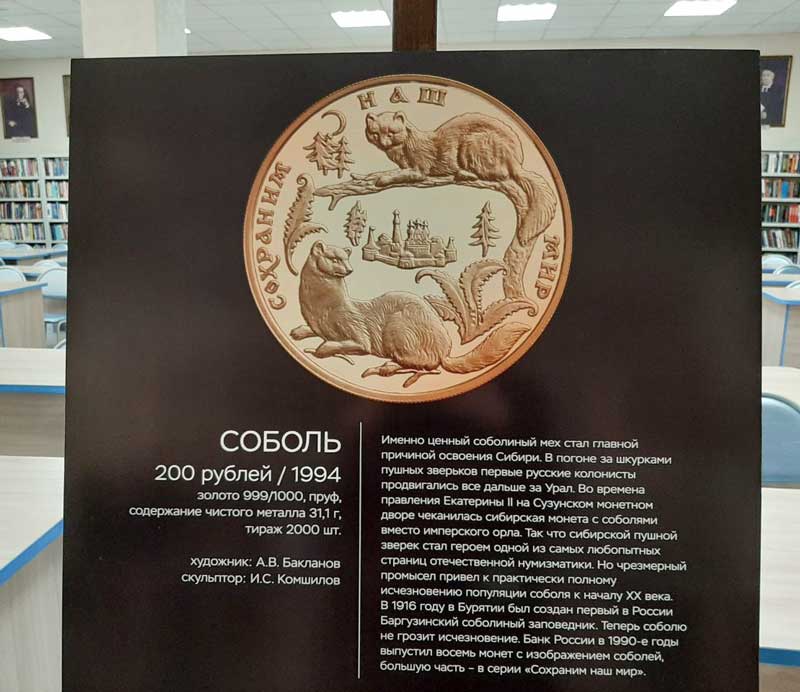 СОХРАНИМ НАШ МИР
СОБОЛЬ
200 рублей / 1994
золото 999/1000, пруф,
содержание чистого металла 31,1 г,
тираж 2000 шт.
художник: А.В. Бакланов
скульптор: И.С. Комшилов
Именно ценный соболиный мех стал главной
причиной освоения Сибири. В погоне за шкурками
пушных зверьков первые русские колонисты
продвигались все дальше за Урал. Во времена
правления Екатерины II на Сузунском монетном
дворе чеканилась сибирская монета с соболями
вместо имперского орла. Так что сибирской пушной
зверек стал героем одной из самых любопытных
страниц отечественной нумизматики. Но чрезмерный
промысел привел к практически полному
исчезновению популяции соболя к началу XX века.
В 1916 году в Бурятии был создан первый в России
Баргузинский соболиный заповедник. Теперь соболю
не грозит исчезновение. Банк России в 1990-е годы
выпустил восемь монет с изображением соболей,
большую часть – в серии «Сохраним наш мир».